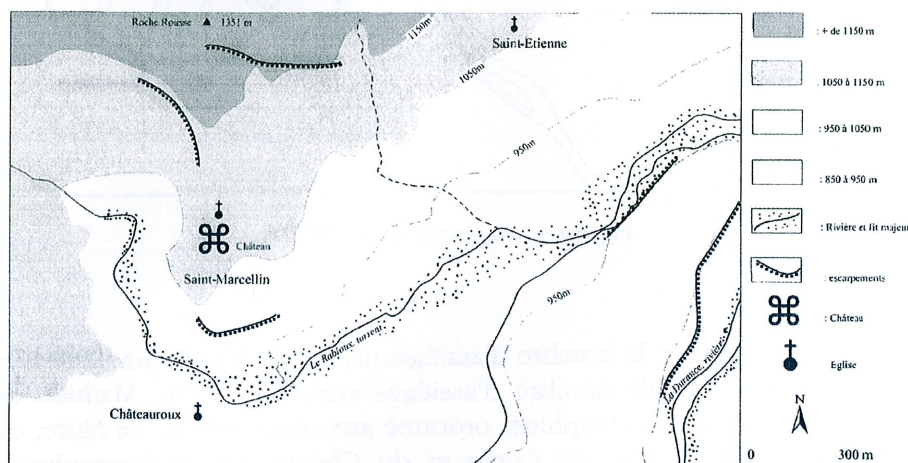 Roche Rousse ▲ 1351 m
1150m
Saint-Etienne
1050m
950m
Château
Saint-Marcellin
950m
Le Rabioux, torrent
La Durance, rivière
Châteauroux
: + de 1150 m
: 1050 à 1150 m
: 950 à 1050 m
: 850 à 950 m
: Rivière et lit majeur
: escarpements
: Château
: Eglise
N
0 300 m